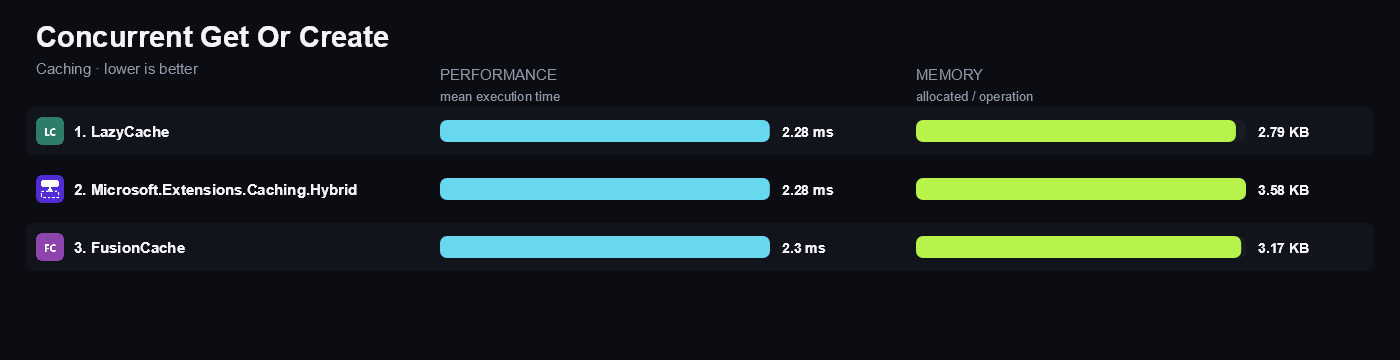 Concurrent Get Or Create
Caching · lower is better
PERFORMANCE
mean execution time
MEMORY
allocated / operation
LC 1. LazyCache 2.28 ms 2.79 KB
2. Microsoft.Extensions.Caching.Hybrid 2.28 ms 3.58 KB
FC 3. FusionCache 2.3 ms 3.17 KB